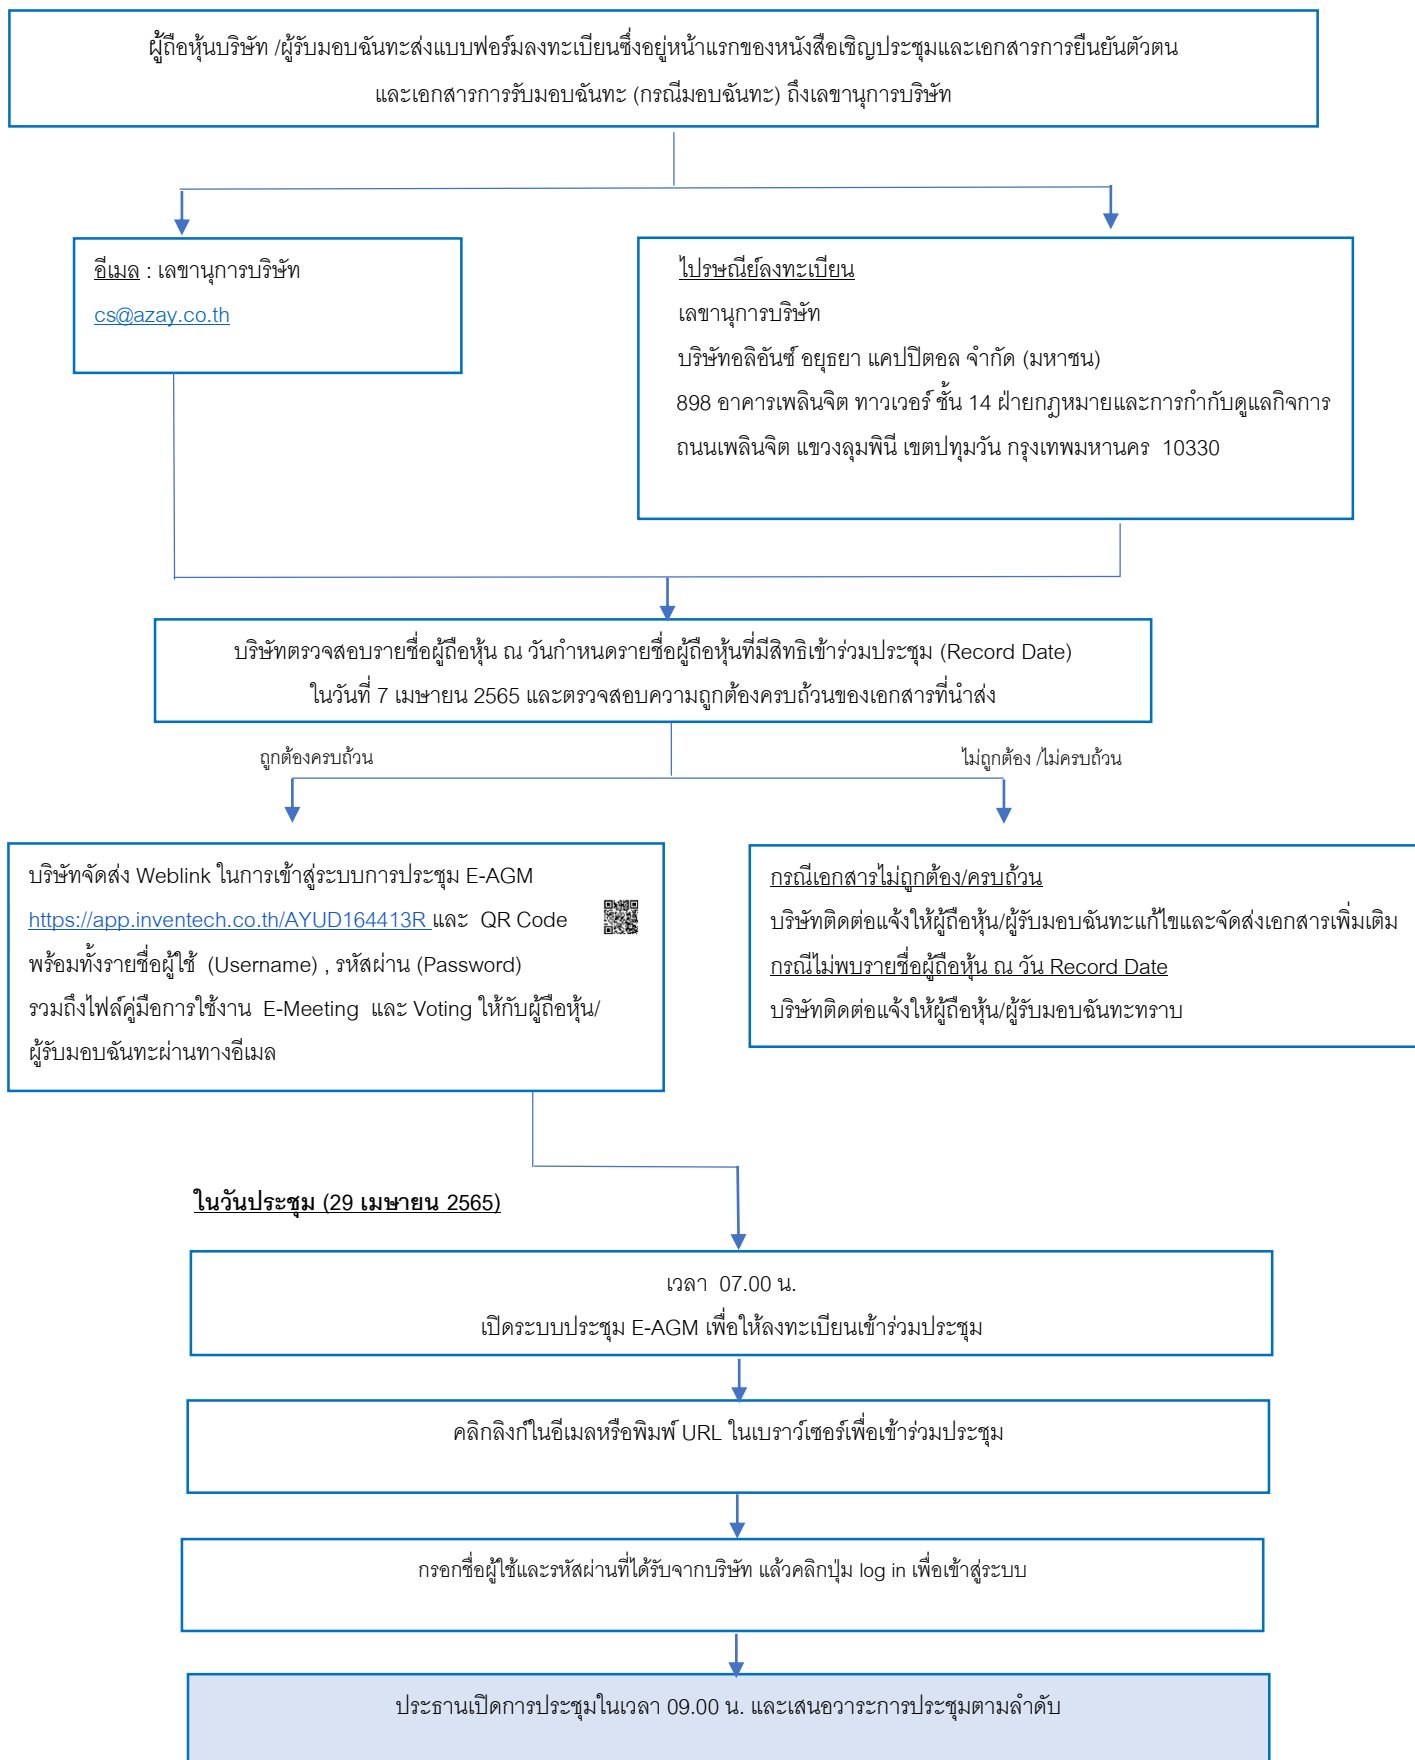 ผู้ถือหุ้นบริษัท /ผู้รับมอบฉันทะส่งแบบฟอร์มลงทะเบียนซึ่งอยู่หน้าแรกของหนังสือเชิญประชุมและเอกสารการยืนยันตัวตน
และเอกสารการรับมอบฉันทะ (กรณีมอบฉันทะ) ถึงเลขานุการบริษัท
อีเมล : เลขานุการบริษัท
cs@azay.co.th
ไปรษณีย์ลงทะเบียน
เลขานุการบริษัท
บริษัทอลิอันซ์ อยุธยา แคปปิตอล จำกัด (มหาชน)
898 อาคารเพลินจิต ทาวเวอร์ ชั้น 14 ฝ่ายกฎหมายและการกำกับดูแลกิจการ
ถนนเพลินจิต แขวงลุมพินี เขตปทุมวัน กรุงเทพมหานคร 10330
บริษัทตรวจสอบรายชื่อผู้ถือหุ้น ณ วันกำหนดรายชื่อผู้ถือหุ้นที่มีสิทธิเข้าร่วมประชุม (Record Date)
ในวันที่ 7 เมษายน 2565 และตรวจสอบความถูกต้องครบถ้วนของเอกสารที่นำส่ง
ถูกต้องครบถ้วน
ไม่ถูกต้อง /ไม่ครบถ้วน
บริษัทจัดส่ง Weblink ในการเข้าสู่ระบบการประชุม E-AGM
https://app.inventech.co.th/AYUD164413R และ QR Code
พร้อมทั้งรายชื่อผู้ใช้ (Username) , รหัสผ่าน (Password)
รวมถึงไฟล์คู่มือการใช้งาน E-Meeting และ Voting ให้กับผู้ถือหุ้น/
ผู้รับมอบฉันทะผ่านทางอีเมล
กรณีเอกสารไม่ถูกต้อง/ครบถ้วน
บริษัทติดต่อแจ้งให้ผู้ถือหุ้น/ผู้รับมอบฉันทะแก้ไขและจัดส่งเอกสารเพิ่มเติม
กรณีไม่พบรายชื่อผู้ถือหุ้น ณ วัน Record Date
บริษัทติดต่อแจ้งให้ผู้ถือหุ้น/ผู้รับมอบฉันทะทราบ
ในวันประชุม (29 เมษายน 2565)
เวลา 07.00 น.
เปิดระบบประชุม E-AGM เพื่อให้ลงทะเบียนเข้าร่วมประชุม
คลิกลิงก์ในอีเมลหรือพิมพ์ URL ในเบราว์เซอร์เพื่อเข้าร่วมประชุม
กรอกชื่อผู้ใช้และรหัสผ่านที่ได้รับจากบริษัท แล้วคลิกปุ่ม log in เพื่อเข้าสู่ระบบ
ประธานเปิดการประชุมในเวลา 09.00 น. และเสนอวาระการประชุมตามลำดับ